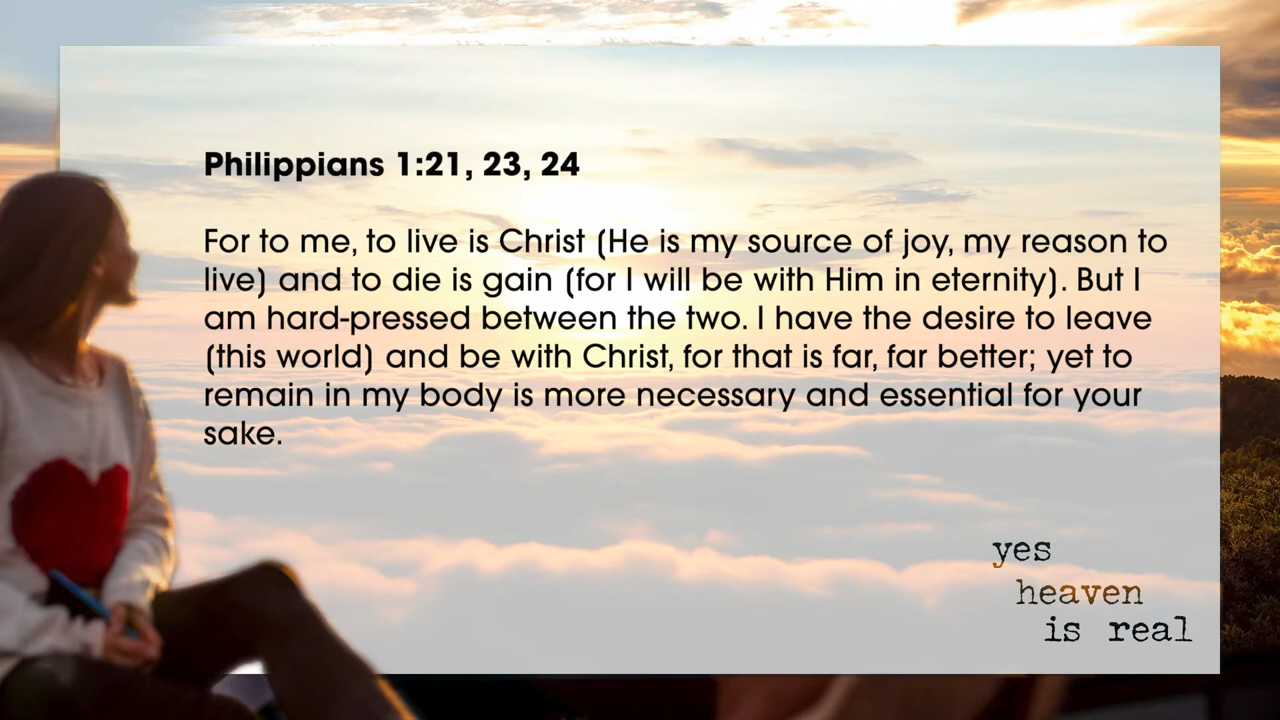 Philippians 1:21, 23, 24
For to me, to live is Christ (He is my source of joy, my reason to
live) and to die is gain (for I will be with Him in eternity). But I
am hard-pressed between the two. I have the desire to leave
(this world) and be with Christ, for that is far, far better; yet to
remain in my body is more necessary and essential for your
sake.
yes
heaven
is real